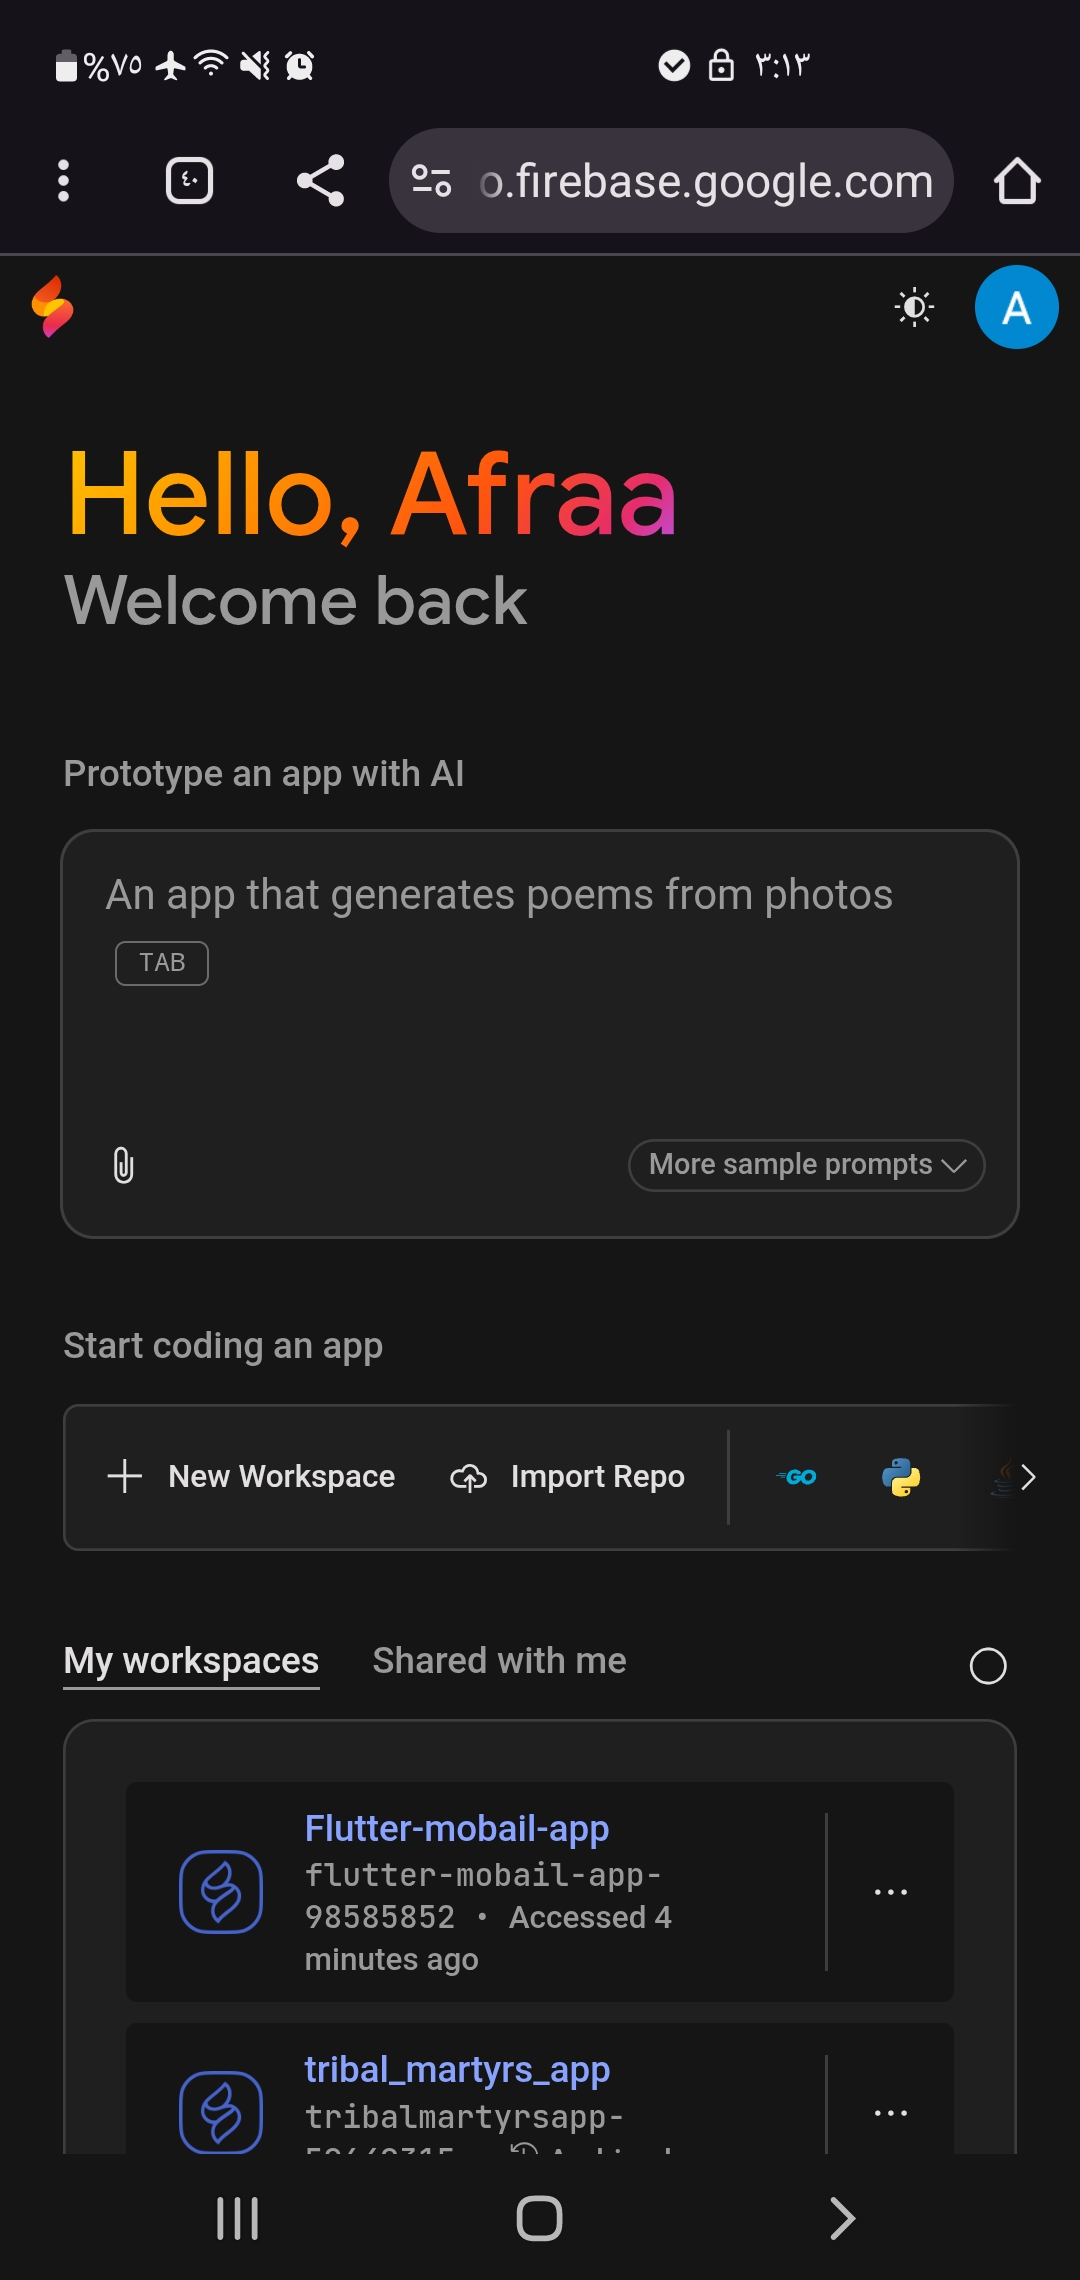 %٧٥ ٣:١٣
٤٠ o.firebase.google.com
A
Hello, Afraa
Welcome back
Prototype an app with AI
An app that generates poems from photos
TAB
More sample prompts
Start coding an app
New Workspace Import Repo GO
My workspaces Shared with me
Flutter-mobail-app
flutter-mobail-app-
98585852 • Accessed 4
minutes ago
tribal_martyrs_app
tribalmartyrsapp-